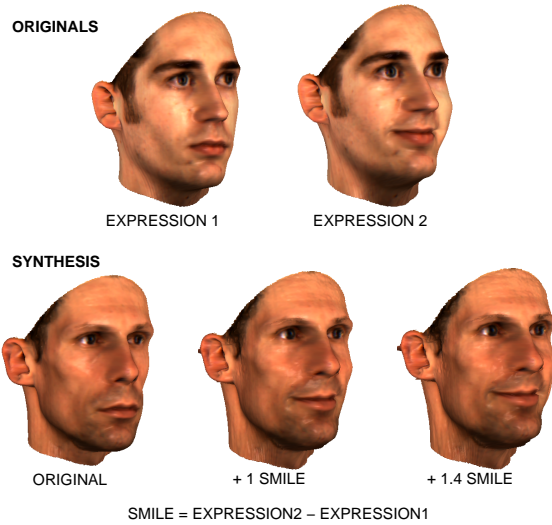 ORIGINALS
EXPRESSION 1 EXPRESSION 2
SYNTHESIS
ORIGINAL + 1 SMILE + 1.4 SMILE
SMILE = EXPRESSION2 − EXPRESSION1